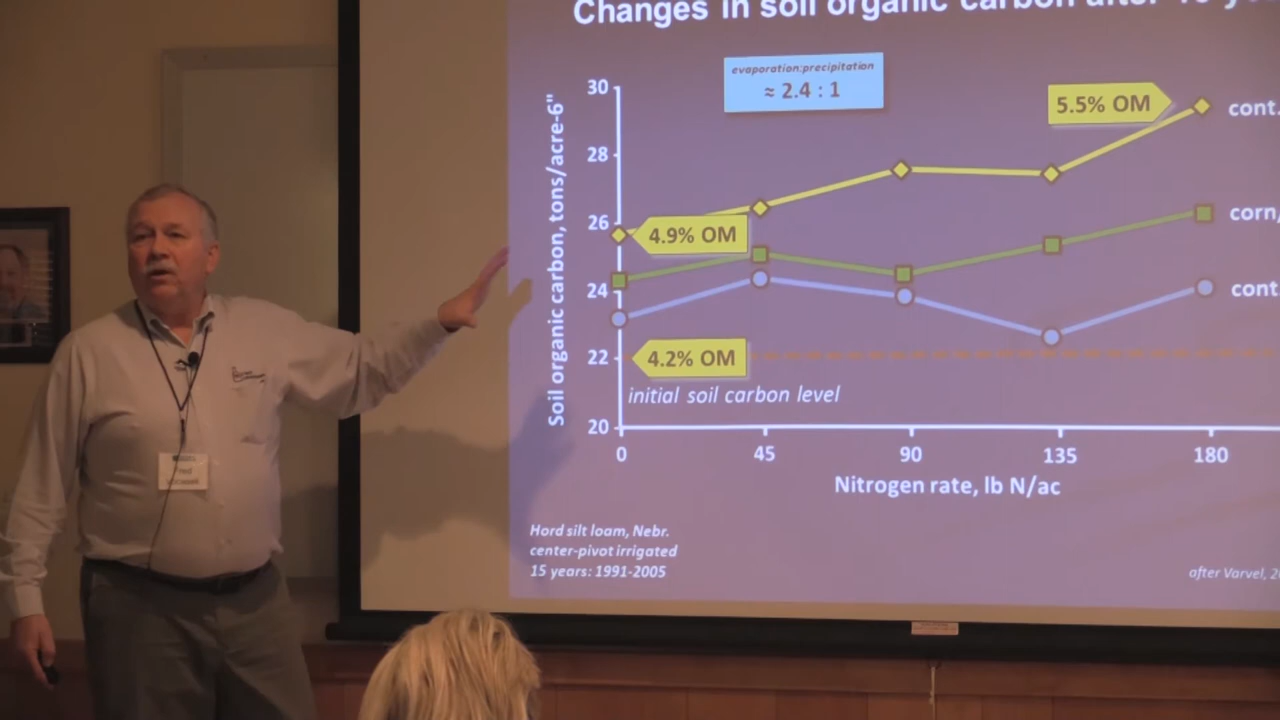 Changes in soil organic carbon after
evaporation:precipitation
≈ 2.4 : 1
Soil organic carbon, tons/acre-6"
30
28
26
24
22
20
5.5% OM
4.9% OM
4.2% OM
cont.
corn,
cont
initial soil carbon level
0
45
90
135
180
Nitrogen rate, lb N/ac
Hord silt loam, Nebr.
center-pivot irrigated
15 years: 1991-2005
after Varvel,